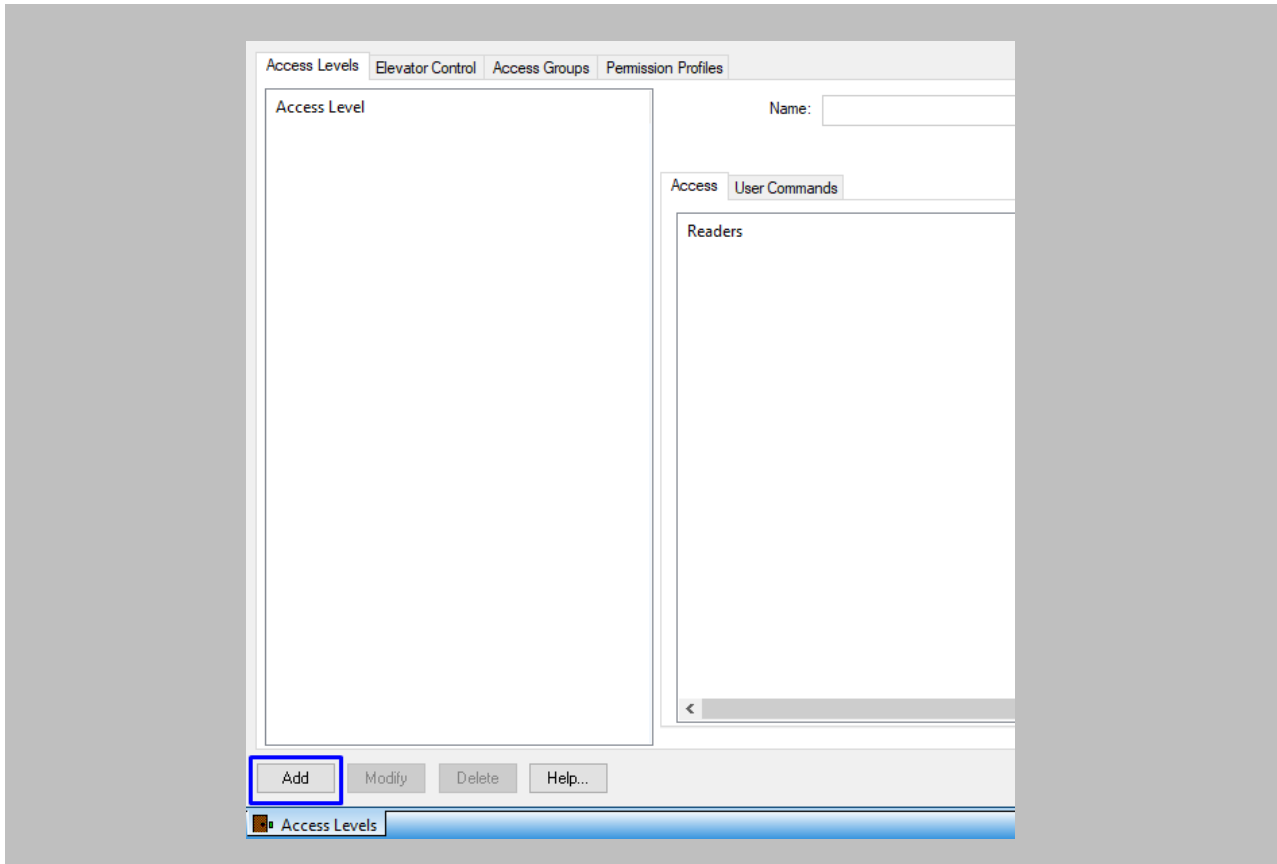 Access Levels Elevator Control Access Groups Permission Profiles
Access Level
Name:
Access User Commands
Readers
Add Modify Delete Help...
Access Levels